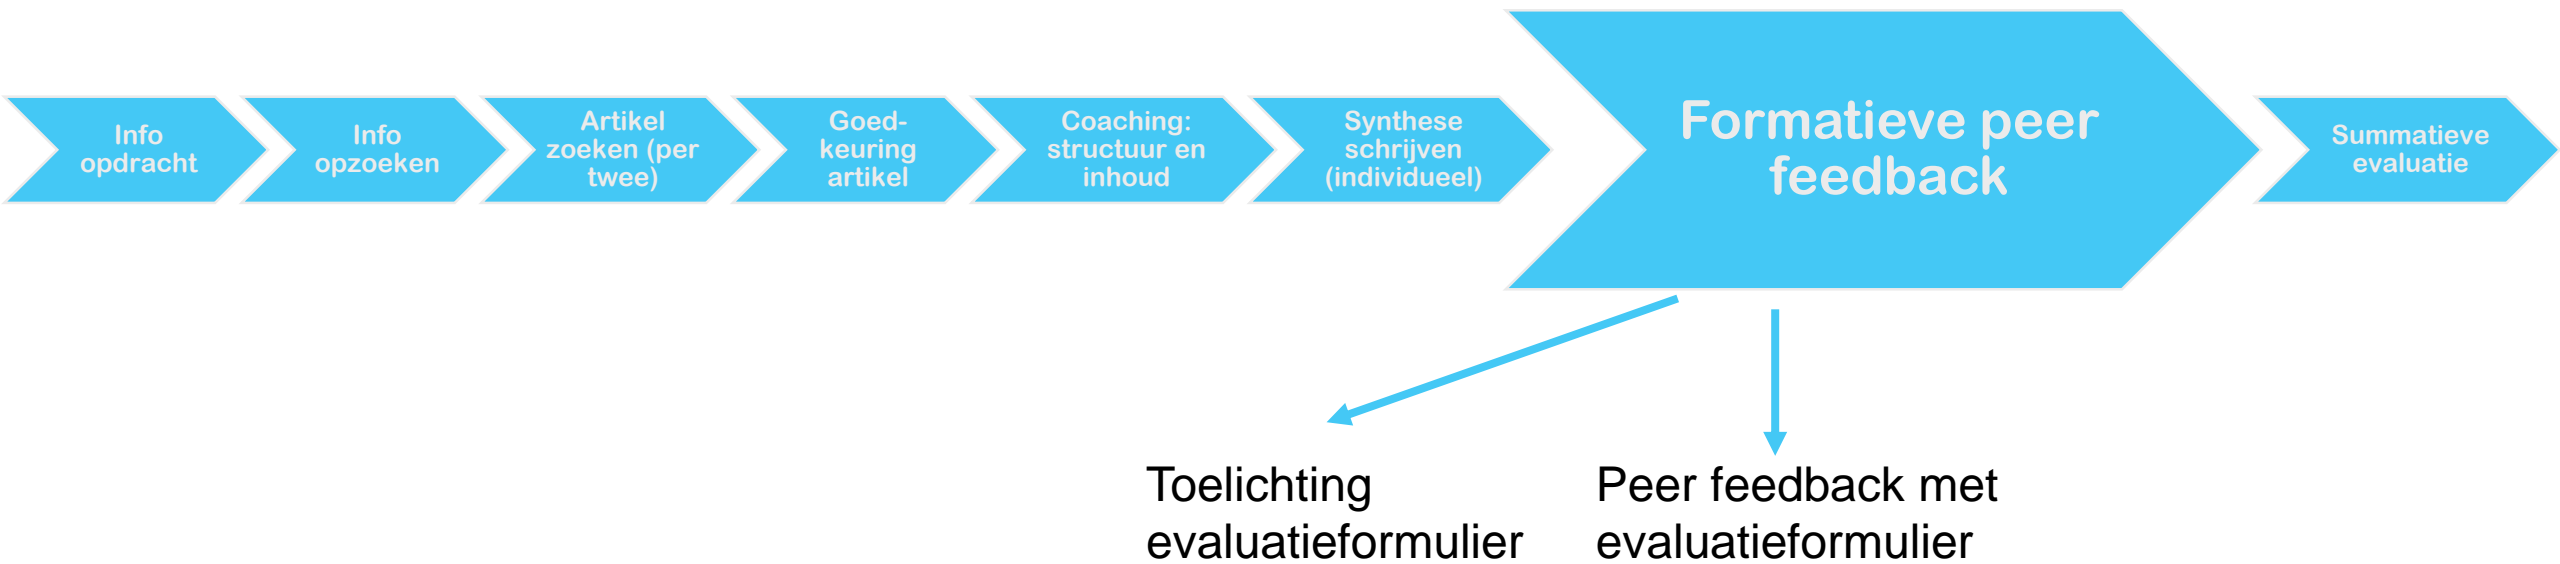 Info
opdracht
Info
opzoeken
Artikel
zoeken (per
twee)
Goed-
keuring
artikel
Coaching:
structuur en
inhoud
Synthese
schrijven
(individueel)
Formatieve peer
feedback
Summatieve
evaluatie
Toelichting
evaluatieformulier
Peer feedback met
evaluatieformulier